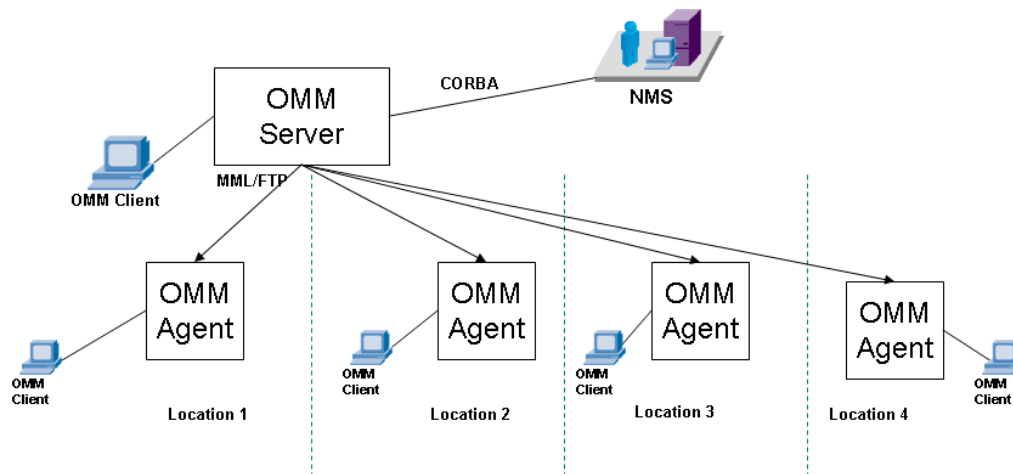 OMM
Server
CORBA
NMS
OMM Client
MML/FTP
OMM
Agent
OMM
Agent
OMM
Agent
OMM
Agent
OMM
Client
OMM
Client
OMM
Client
OMM
Client
Location 1
Location 2
Location 3
Location 4